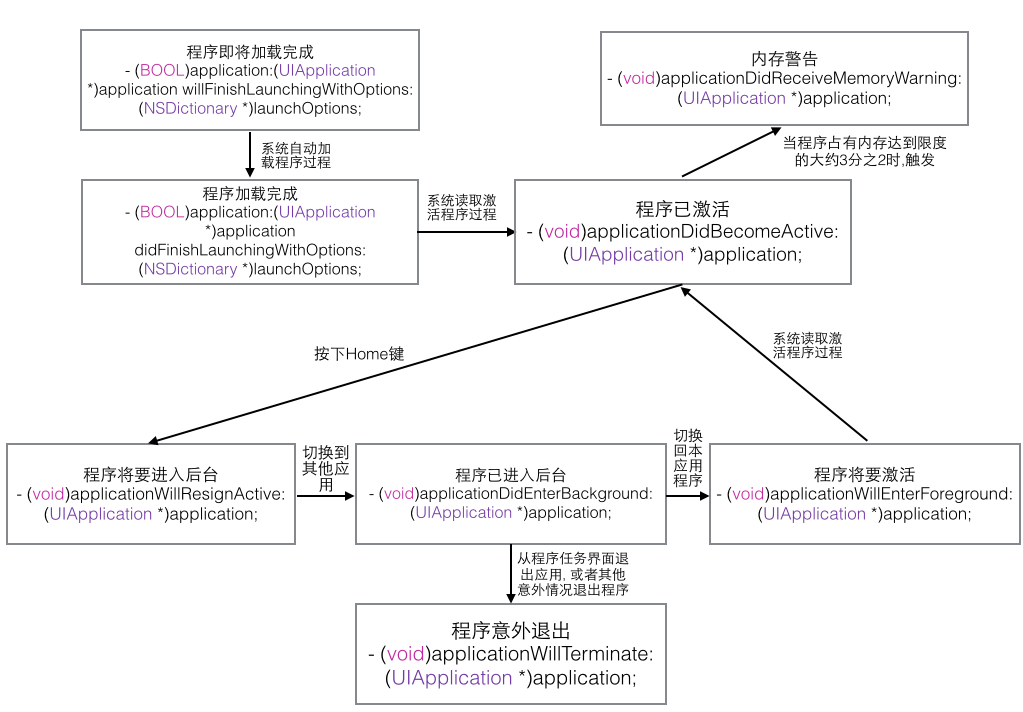 程序即将加载完成
- (BOOL)application:(UIApplication
*)application willFinishLaunchingWithOptions:
(NSDictionary *)launchOptions;
内存警告
- (void)applicationDidReceiveMemoryWarning:
(UIApplication *)application;
系统自动加
载程序过程
当程序占有内存达到限度
的大约3分之2时,触发
程序加载完成
- (BOOL)application:(UIApplication
*)application
didFinishLaunchingWithOptions:
(NSDictionary *)launchOptions;
系统读取激
活程序过程
程序已激活
- (void)applicationDidBecomeActive:
(UIApplication *)application;
按下Home键
系统读取激
活程序过程
程序将要进入后台
- (void)applicationWillResignActive:
(UIApplication *)application;
切换到
其他应
用
程序已进入后台
- (void)applicationDidEnterBackground:
(UIApplication *)application;
切换
回本
应用
程序
程序将要激活
- (void)applicationWillEnterForeground:
(UIApplication *)application;
从程序任务界面退
出应用, 或者其他
意外情况退出程序
程序意外退出
- (void)applicationWillTerminate:
(UIApplication *)application;